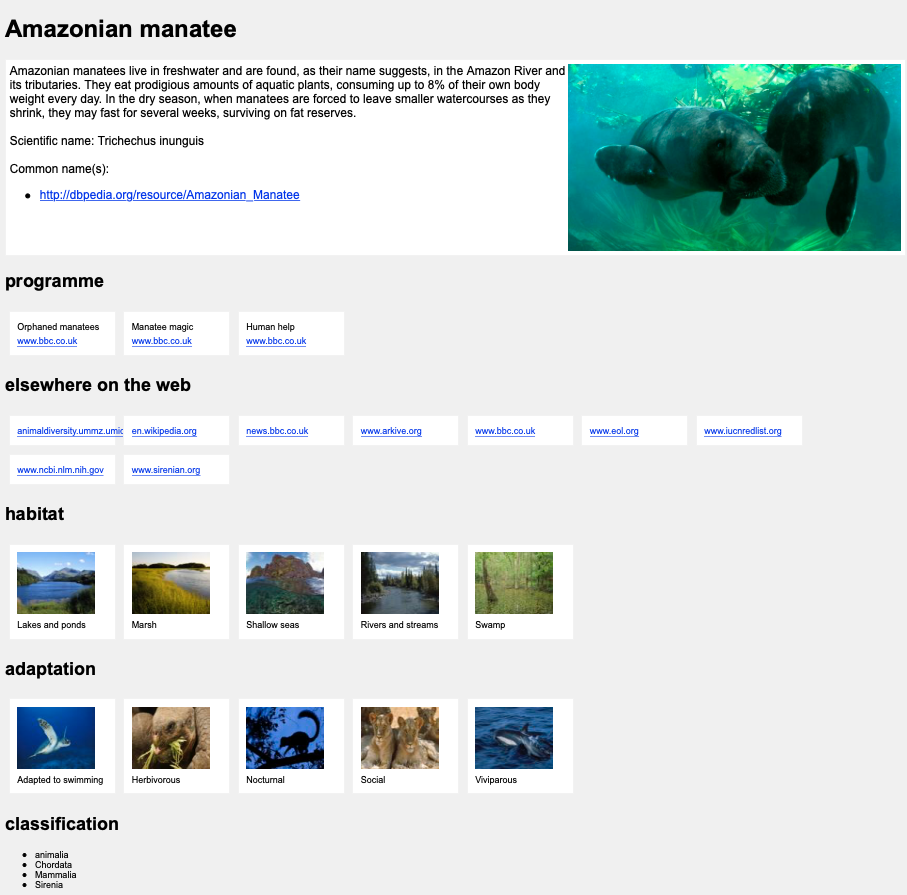 Amazonian manatee
Amazonian manatees live in freshwater and are found, as their name suggests, in the Amazon River and
its tributaries. They eat prodigious amounts of aquatic plants, consuming up to 8% of their own body
weight every day. In the dry season, when manatees are forced to leave smaller watercourses as they
shrink, they may fast for several weeks, surviving on fat reserves.
Scientific name: Trichechus inunguis
Common name(s):
http://dbpedia.org/resource/Amazonian_Manatee
programme
Orphaned manatees
www.bbc.co.uk
Manatee magic
www.bbc.co.uk
Human help
www.bbc.co.uk
elsewhere on the web
animaldiversity.ummz.umic
en.wikipedia.org
news.bbc.co.uk
www.arkive.org
www.bbc.co.uk
www.eol.org
www.iucnredlist.org
www.ncbi.nlm.nih.gov
www.sirenian.org
habitat
Lakes and ponds
Marsh
Shallow seas
Rivers and streams
Swamp
adaptation
Adapted to swimming
Herbivorous
Nocturnal
Social
Viviparous
classification
animalia
Chordata
Mammalia
Sirenia